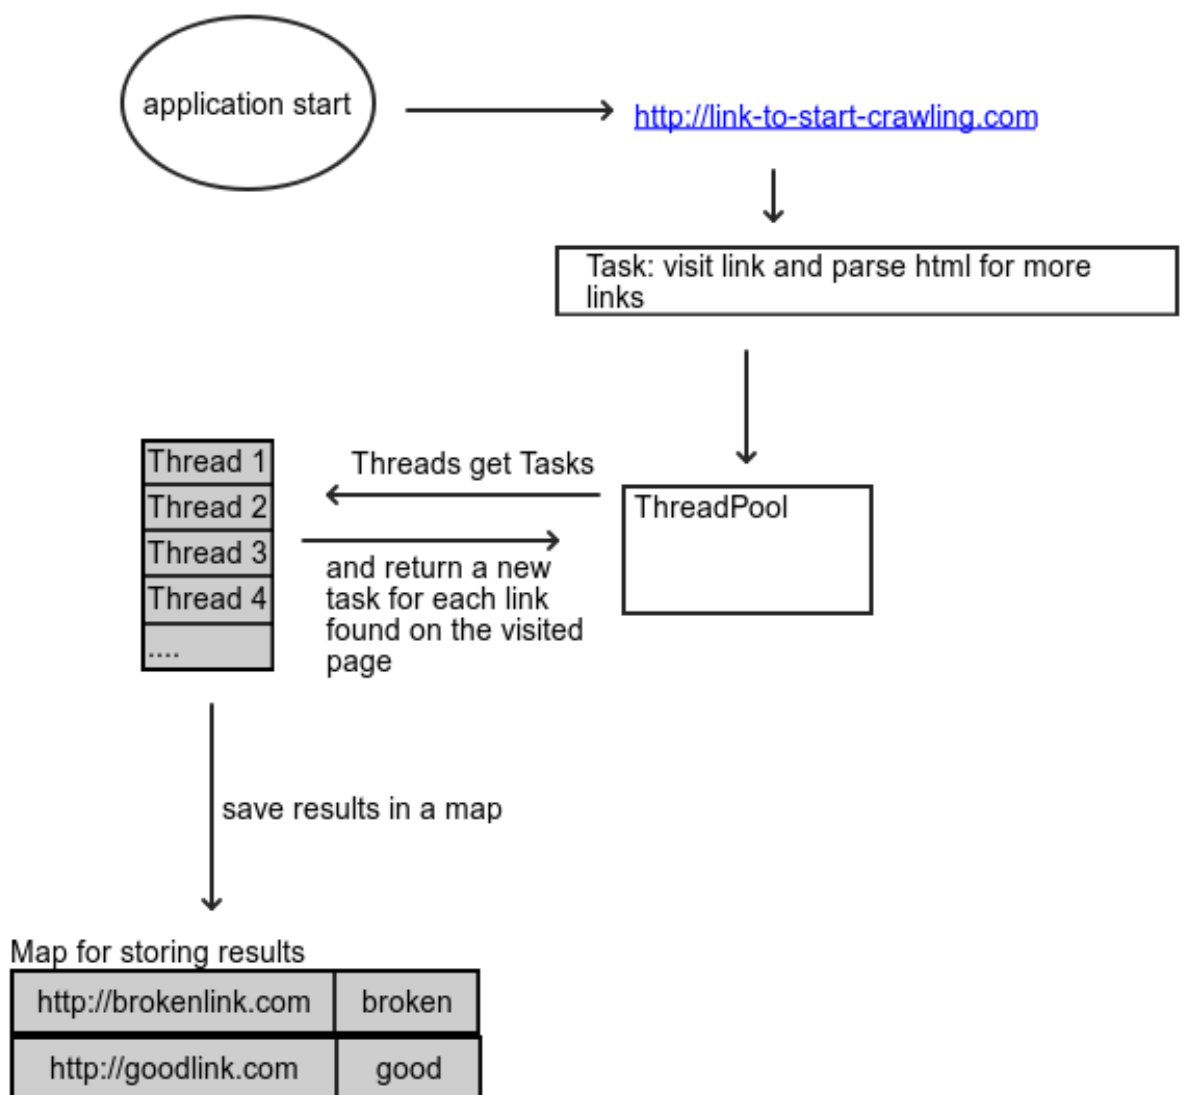 application start
http://link-to-start-crawling.com
Task: visit link and parse html for more
links
Thread 1
Thread 2
Thread 3
Thread 4
....
Threads get Tasks
and return a new
task for each link
found on the visited
page
ThreadPool
save results in a map
Map for storing results
http://brokenlink.com broken
http://goodlink.com good